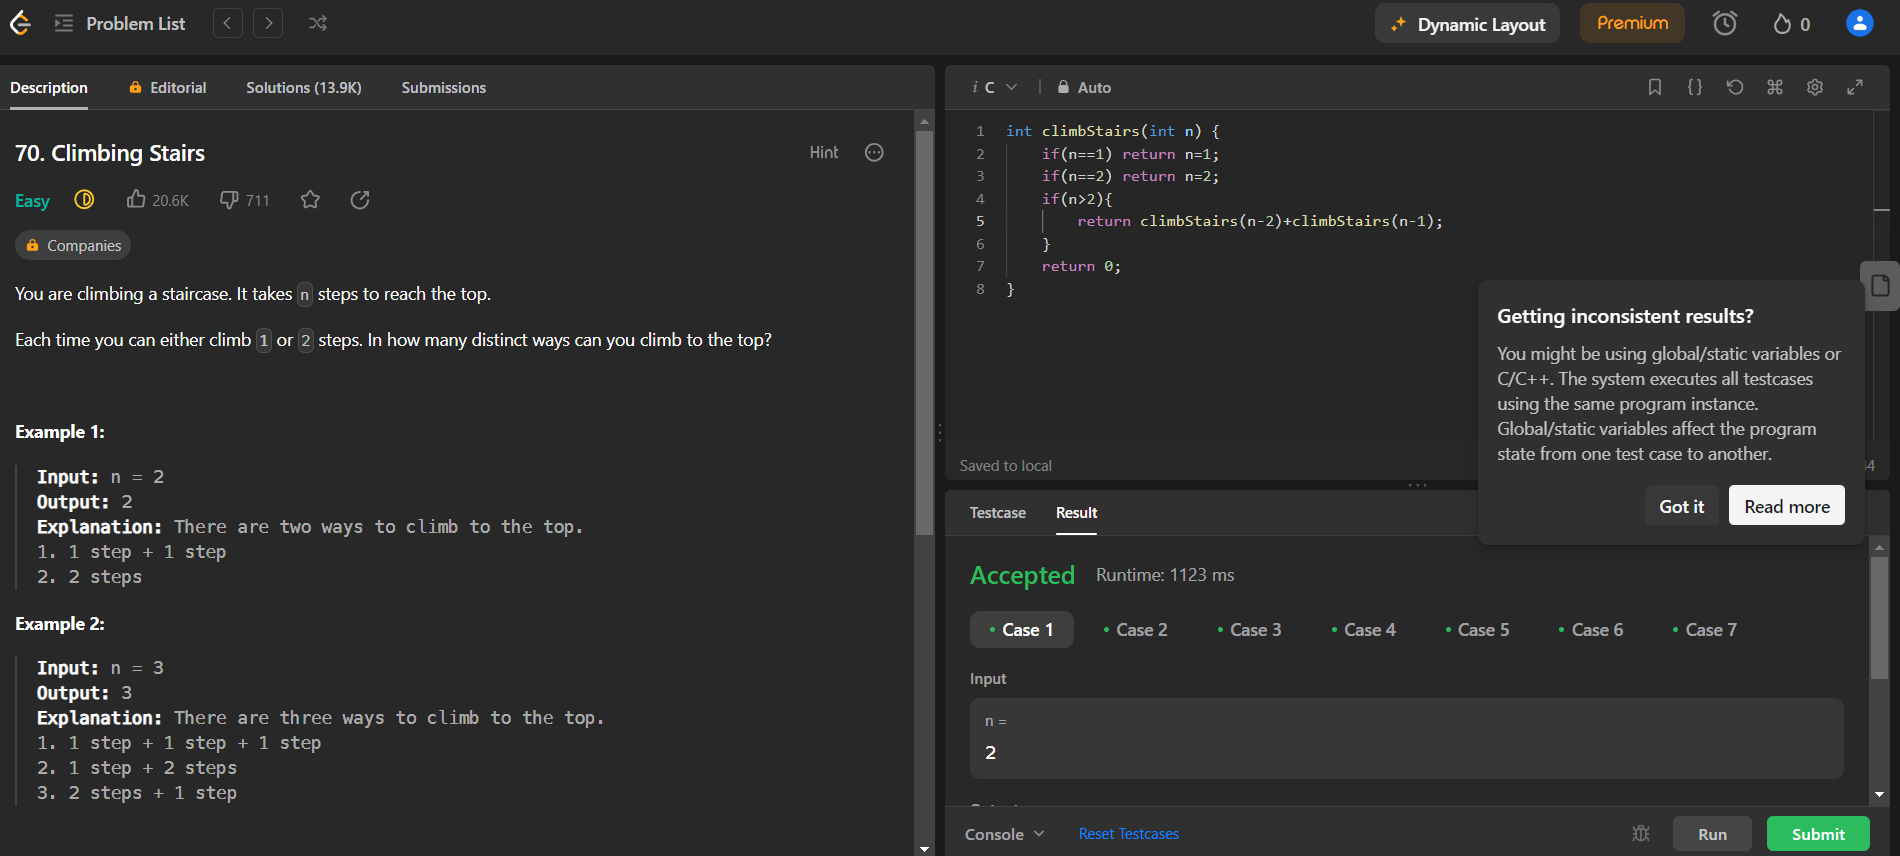 Problem List
Dynamic Layout
Premium
0
Description
Editorial
Solutions (13.9K)
Submissions
70. Climbing Stairs
Hint
Easy
20.6K
711
Companies
You are climbing a staircase. It takes n steps to reach the top.
Each time you can either climb 1 or 2 steps. In how many distinct ways can you climb to the top?
Example 1:
Input: n = 2
Output: 2
Explanation: There are two ways to climb to the top.
1. 1 step + 1 step
2. 2 steps
Example 2:
Input: n = 3
Output: 3
Explanation: There are three ways to climb to the top.
1. 1 step + 1 step + 1 step
2. 1 step + 2 steps
3. 2 steps + 1 step
i C
Auto
1 int climbStairs(int n) {
2 if(n==1) return n=1;
3 if(n==2) return n=2;
4 if(n>2){
5 return climbStairs(n-2)+climbStairs(n-1);
6 }
7 return 0;
8 }
Getting inconsistent results?
You might be using global/static variables or
C/C++. The system executes all testcases
using the same program instance.
Global/static variables affect the program
state from one test case to another.
Got it
Read more
Saved to local
Testcase
Result
Accepted
Runtime: 1123 ms
Case 1
Case 2
Case 3
Case 4
Case 5
Case 6
Case 7
Input
n =
2
Console
Reset Testcases
Run
Submit